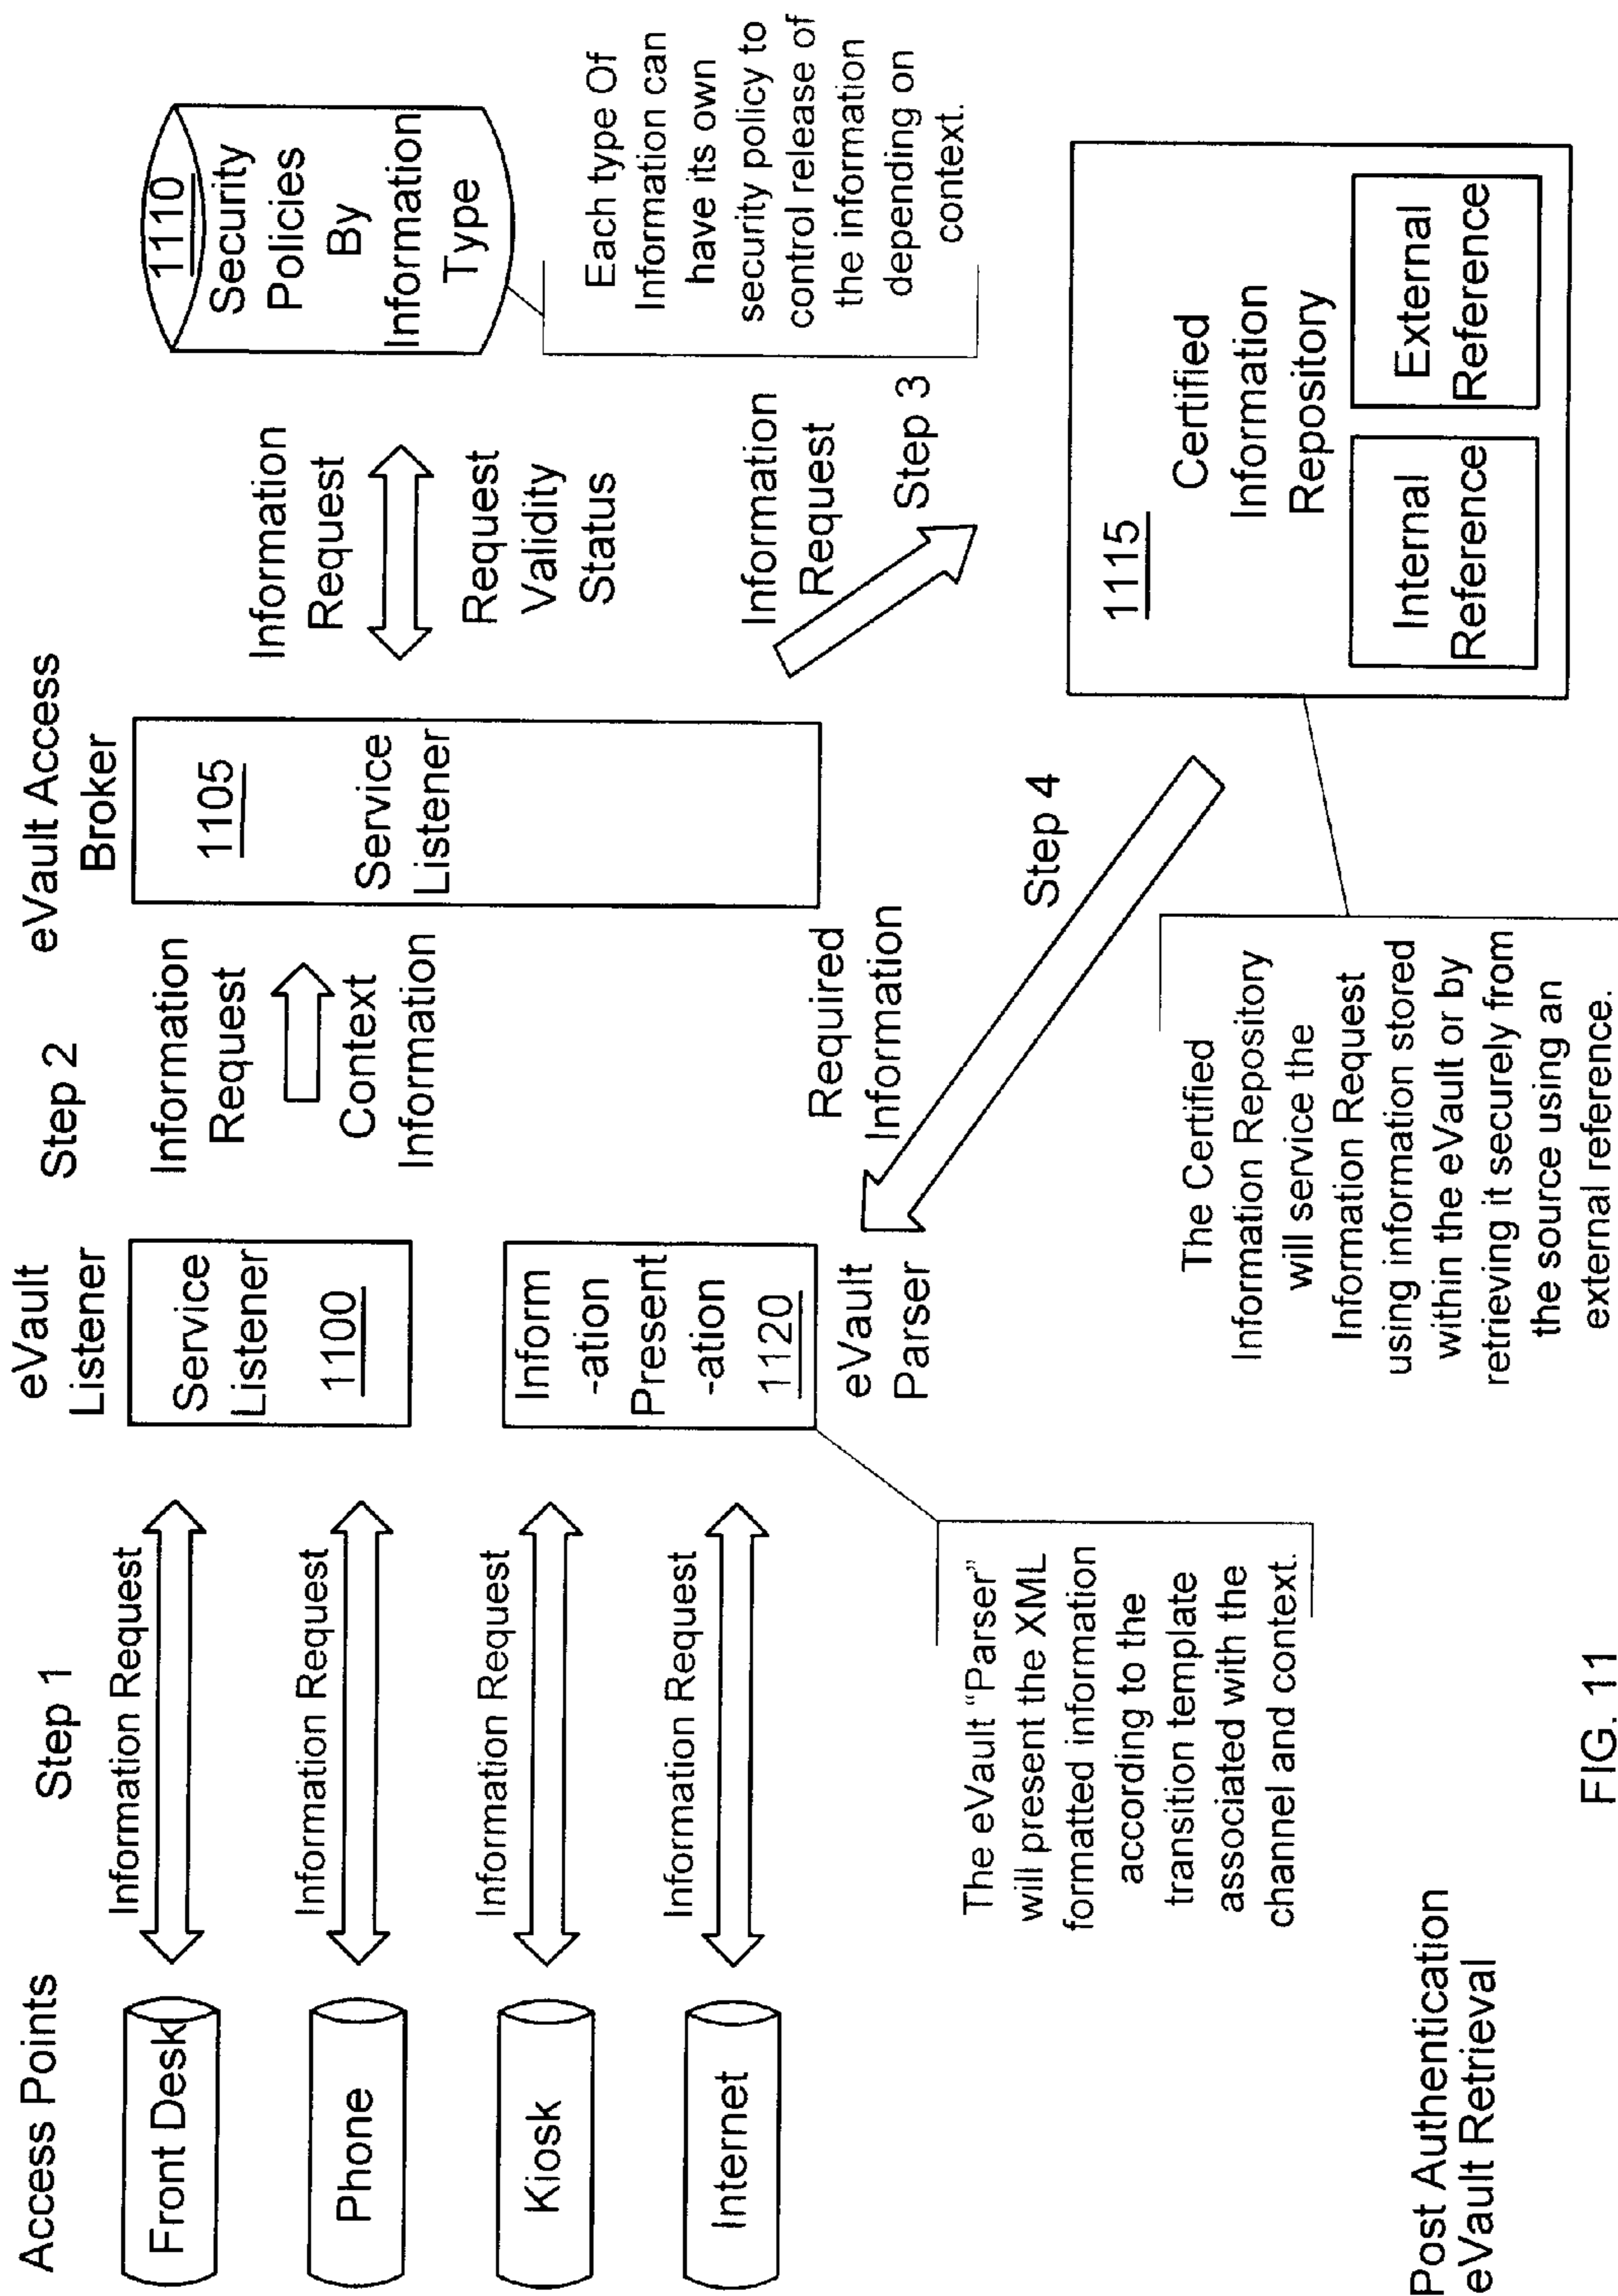 Access Points
Front Desk
Phone
Kiosk
Internet
Step 1
Information Request
Information Request
Information Request
Information Request
eVault
Listener
Service
Listener
1100
Inform
-ation
Present
-ation
1120
eVault
Parser
The eVault “Parser”
will present the XML
formatted information
according to the
transition template
associated with the
channel and context.
Step 2
Information
Request
Context
Information
eVault Access
Broker
1105
Service
Listener
Information
Request
Request
Validity
Status
1110
Security
Policies
By
Information
Type
Each type Of
Information can
have its own
security policy to
control release of
the information
depending on
context.
Information
Request
Step 3
1115
Certified
Information
Repository
Internal
Reference
External
Reference
Step 4
Required
Information
The Certified
Information Repository
will service the
Information Request
using information stored
within the eVault or by
retrieving it securely from
the source using an
external reference.
Post Authentication
eVault Retrieval
FIG. 11